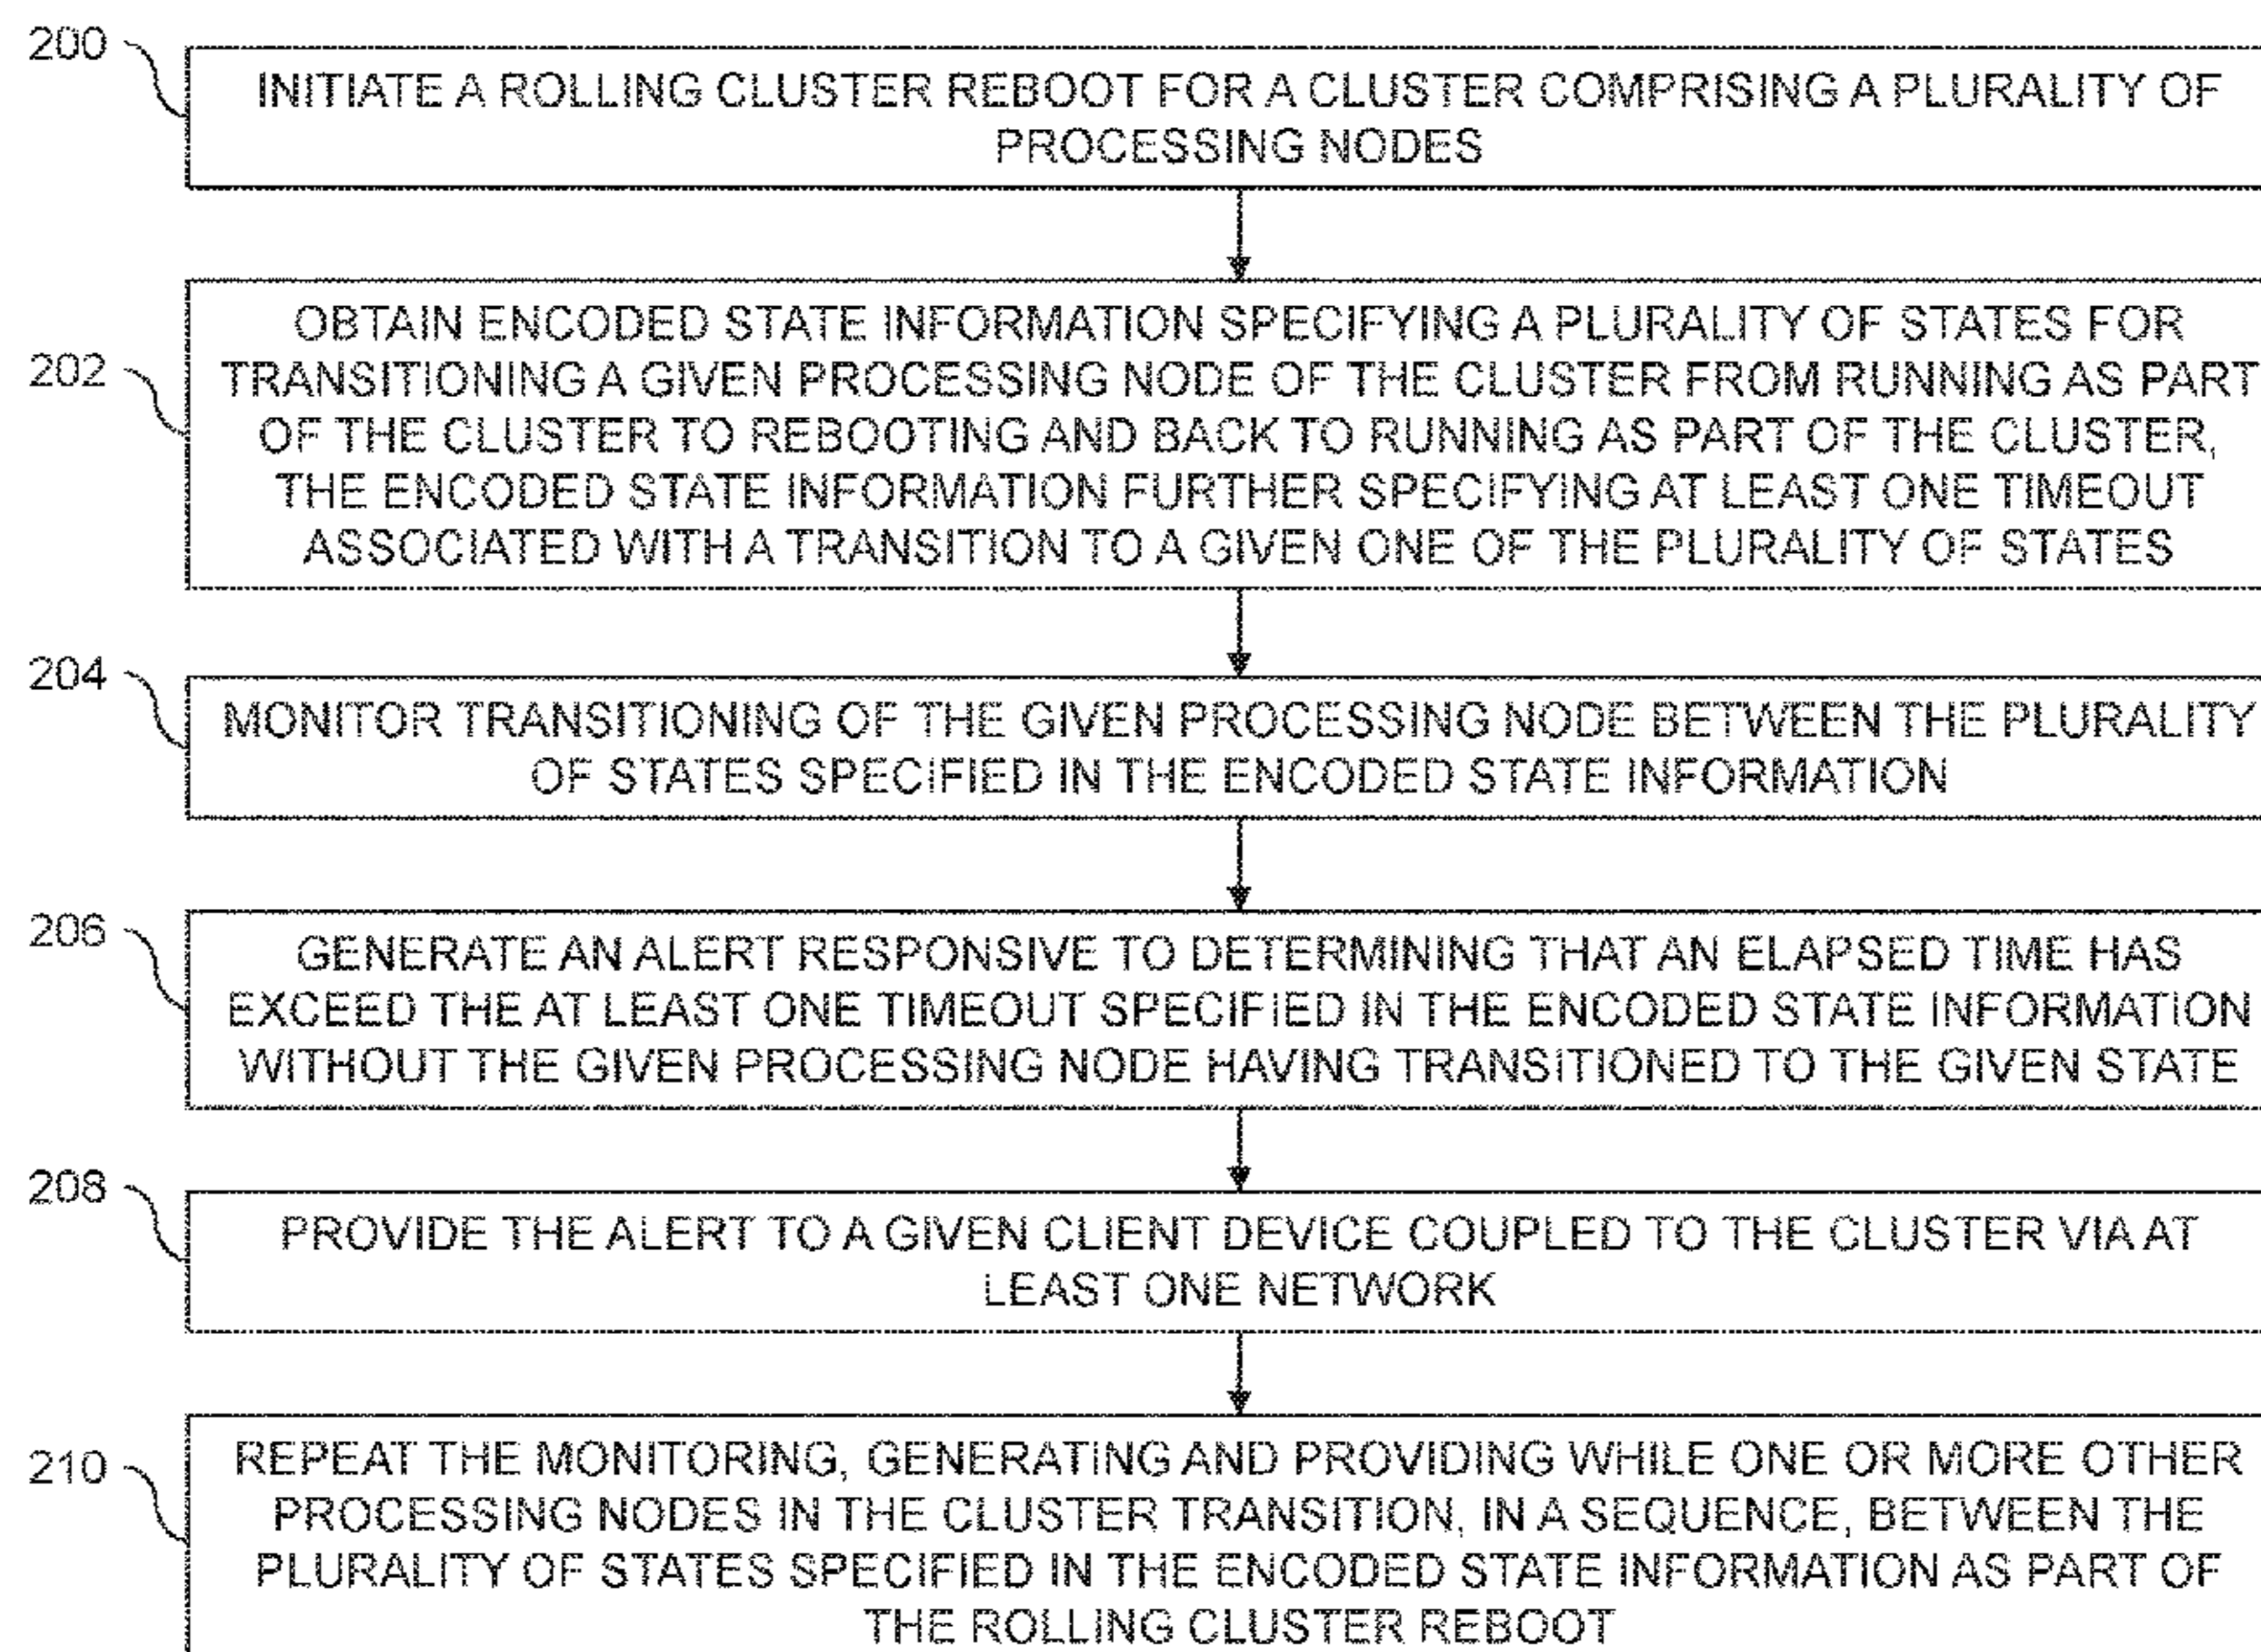 200
INITIATE A ROLLING CLUSTER REBOOT FOR A CLUSTER COMPRISING A PLURALITY OF
PROCESSING NODES
202
OBTAIN ENCODED STATE INFORMATION SPECIFYING A PLURALITY OF STATES FOR
TRANSITIONING A GIVEN PROCESSING NODE OF THE CLUSTER FROM RUNNING AS PART
OF THE CLUSTER TO REBOOTING AND BACK TO RUNNING AS PART OF THE CLUSTER,
THE ENCODED STATE INFORMATION FURTHER SPECIFYING AT LEAST ONE TIMEOUT
ASSOCIATED WITH A TRANSITION TO A GIVEN ONE OF THE PLURALITY OF STATES
204
MONITOR TRANSITIONING OF THE GIVEN PROCESSING NODE BETWEEN THE PLURALITY
OF STATES SPECIFIED IN THE ENCODED STATE INFORMATION
206
GENERATE AN ALERT RESPONSIVE TO DETERMINING THAT AN ELAPSED TIME HAS
EXCEED THE AT LEAST ONE TIMEOUT SPECIFIED IN THE ENCODED STATE INFORMATION
WITHOUT THE GIVEN PROCESSING NODE HAVING TRANSITIONED TO THE GIVEN STATE
208
PROVIDE THE ALERT TO A GIVEN CLIENT DEVICE COUPLED TO THE CLUSTER VIA AT
LEAST ONE NETWORK
210
REPEAT THE MONITORING, GENERATING AND PROVIDING WHILE ONE OR MORE OTHER
PROCESSING NODES IN THE CLUSTER TRANSITION, IN A SEQUENCE, BETWEEN THE
PLURALITY OF STATES SPECIFIED IN THE ENCODED STATE INFORMATION AS PART OF
THE ROLLING CLUSTER REBOOT